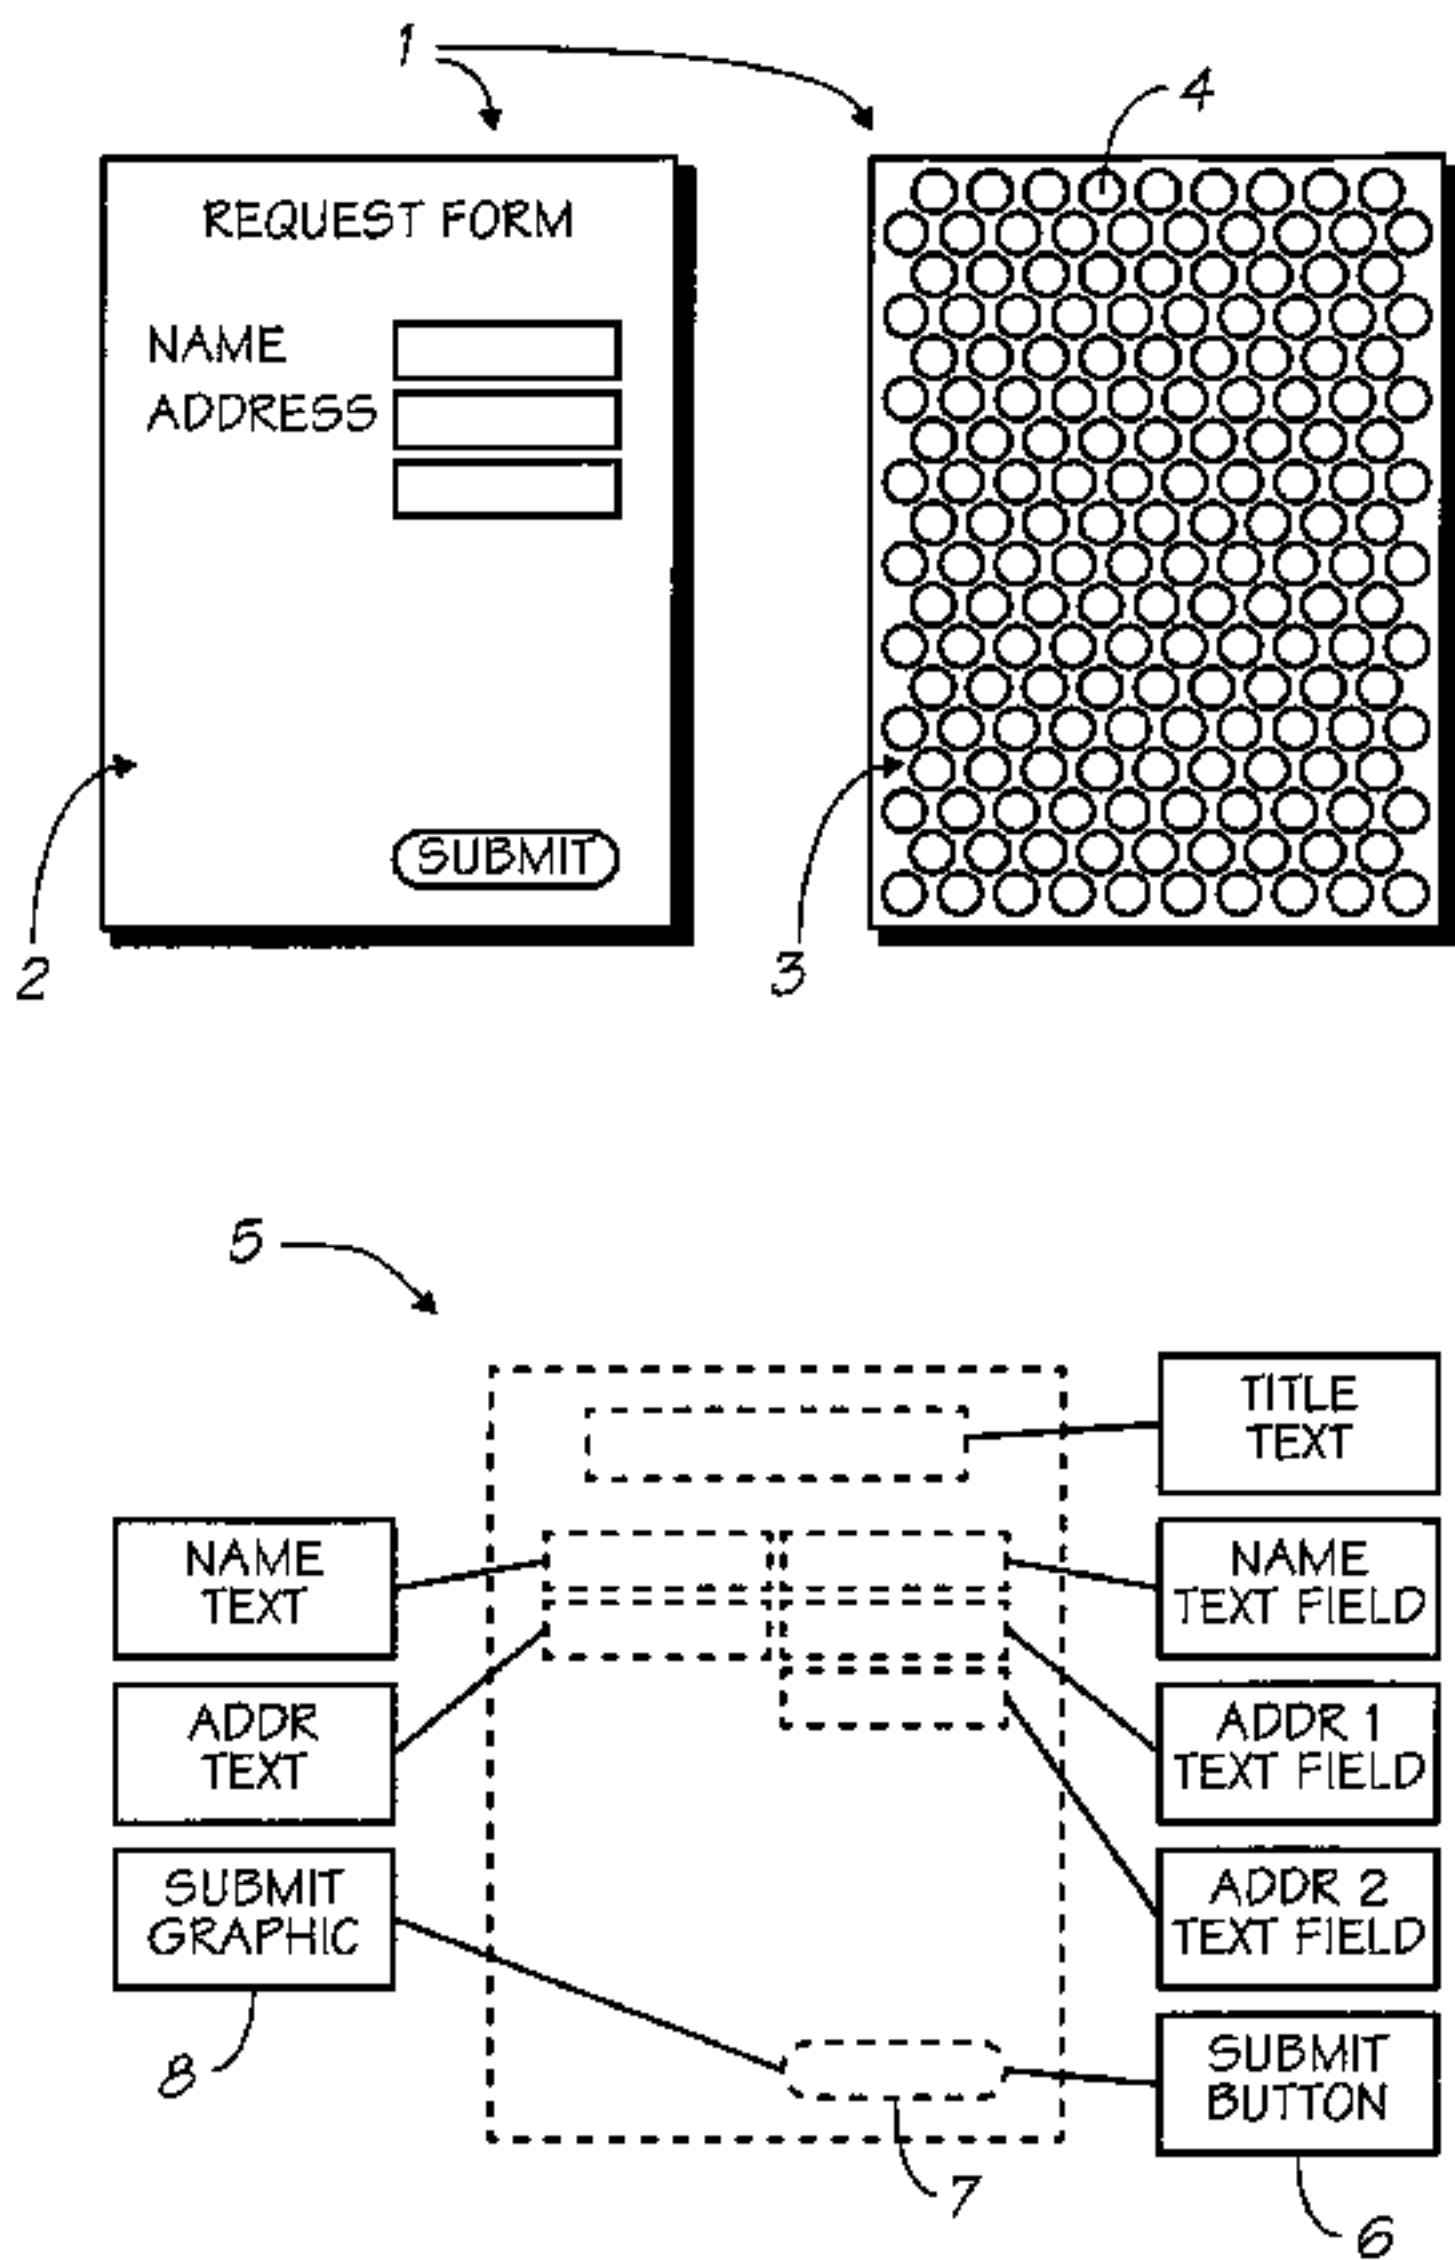 1
4
REQUEST FORM
NAME
ADDRESS
SUBMIT
2
3
5
TITLE
TEXT
NAME
TEXT
NAME
TEXT FIELD
ADDR
TEXT
ADDR 1
TEXT FIELD
SUBMIT
GRAPHIC
ADDR 2
TEXT FIELD
SUBMIT
BUTTON
8
7
6